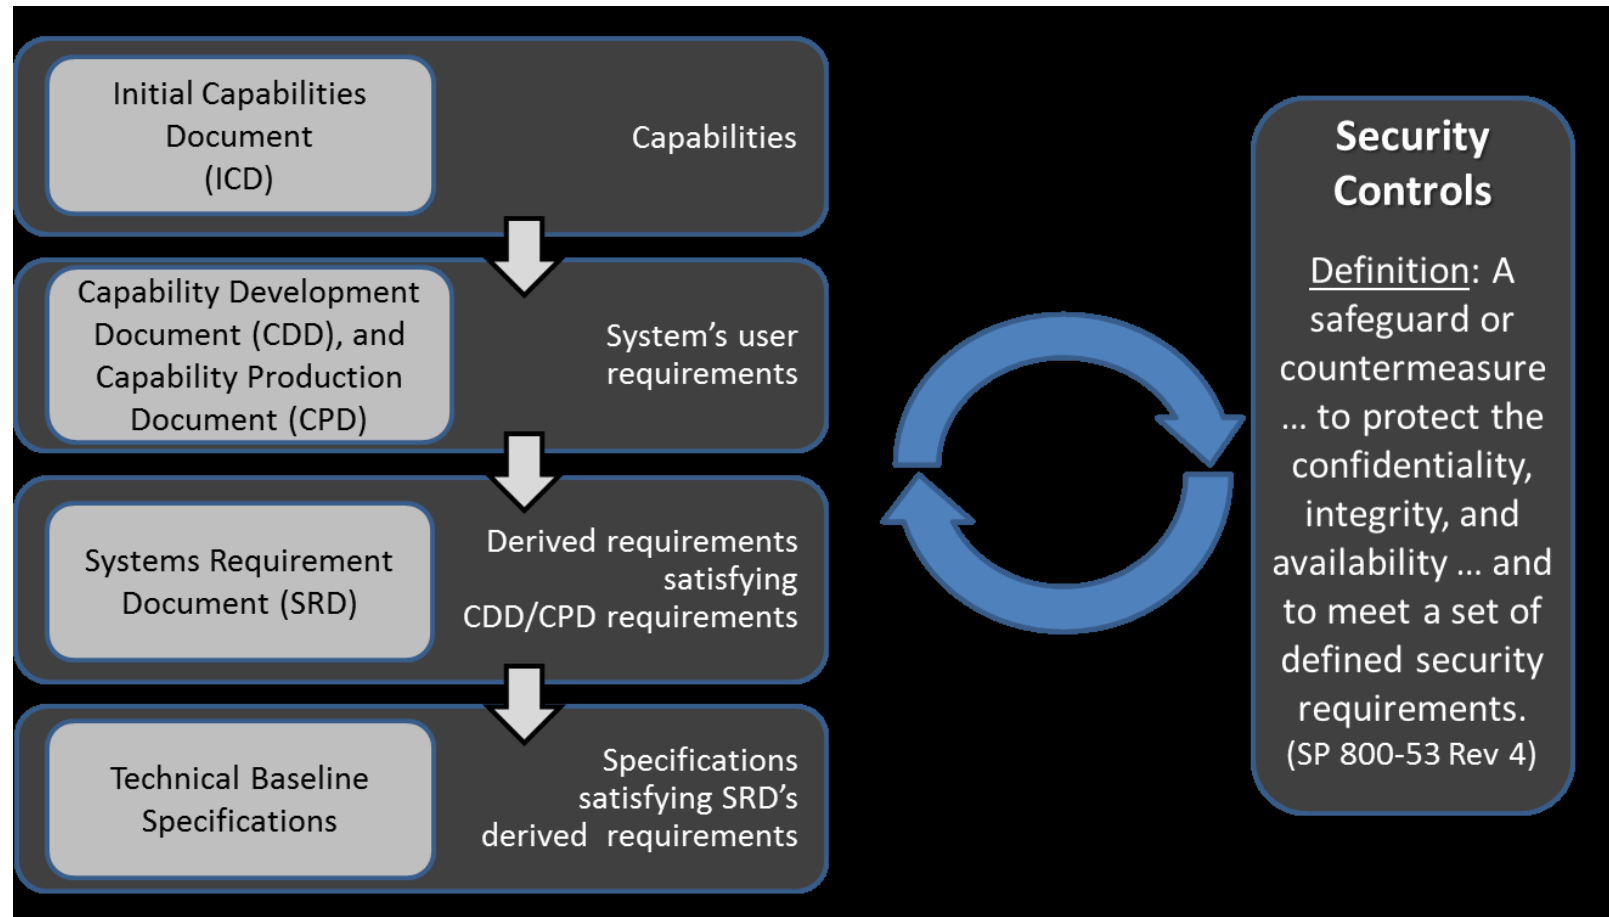 Initial Capabilities
Document
(ICD)
Capabilities
Capability Development
Document (CDD), and
Capability Production
Document (CPD)
System’s user
requirements
Systems Requirement
Document (SRD)
Derived requirements
satisfying
CDD/CPD requirements
Technical Baseline
Specifications
Specifications
satisfying SRD’s
derived requirements
Security
Controls
Definition: A
safeguard or
countermeasure
... to protect the
confidentiality,
integrity, and
availability ... and
to meet a set of
defined security
requirements.
(SP 800-53 Rev 4)